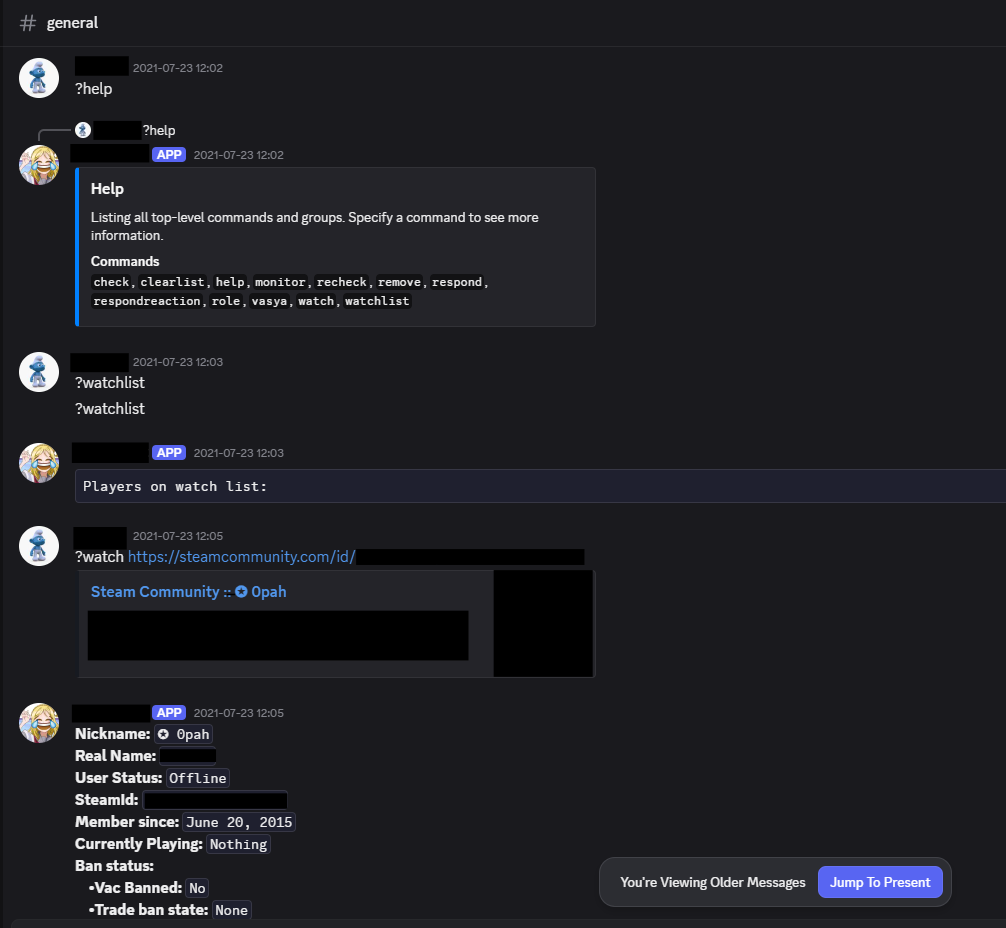 # general
2021-07-23 12:02
?help
?help
APP 2021-07-23 12:02
Help
Listing all top-level commands and groups. Specify a command to see more
information.
Commands
check, clearlist, help, monitor, recheck, remove, respond,
respondreaction, role, vasya, watch, watchlist
2021-07-23 12:03
?watchlist
?watchlist
APP 2021-07-23 12:03
Players on watch list:
2021-07-23 12:05
?watch https://steamcommunity.com/id/
Steam Community :: ✪ 0pah
APP 2021-07-23 12:05
Nickname: ✪ 0pah
Real Name:
User Status: Offline
SteamId:
Member since: June 20, 2015
Currently Playing: Nothing
Ban status:
•Vac Banned: No
•Trade ban state: None
You're Viewing Older Messages
Jump To Present